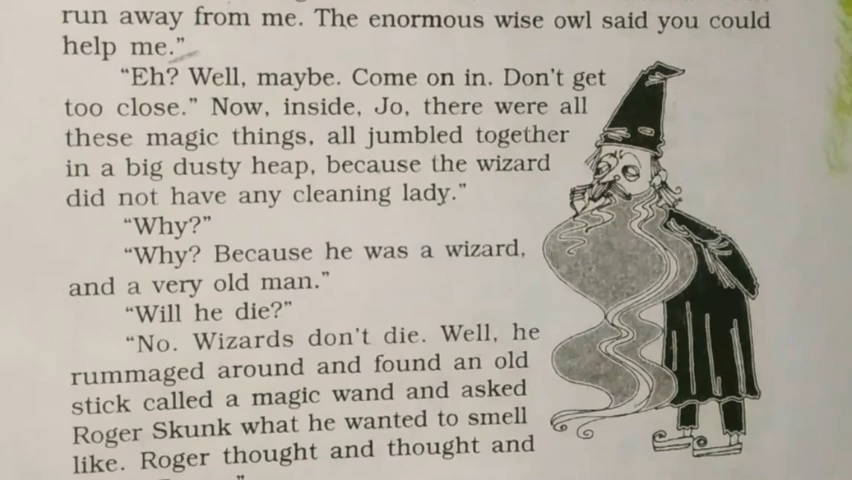 run away from me. The enormous wise owl said you could
help me.”
“Eh? Well, maybe. Come on in. Don’t get
too close.” Now, inside, Jo, there were all
these magic things, all jumbled together
in a big dusty heap, because the wizard
did not have any cleaning lady.”
“Why?”
“Why? Because he was a wizard,
and a very old man.”
“Will he die?”
“No. Wizards don’t die. Well, he
rummaged around and found an old
stick called a magic wand and asked
Roger Skunk what he wanted to smell
like. Roger thought and thought and